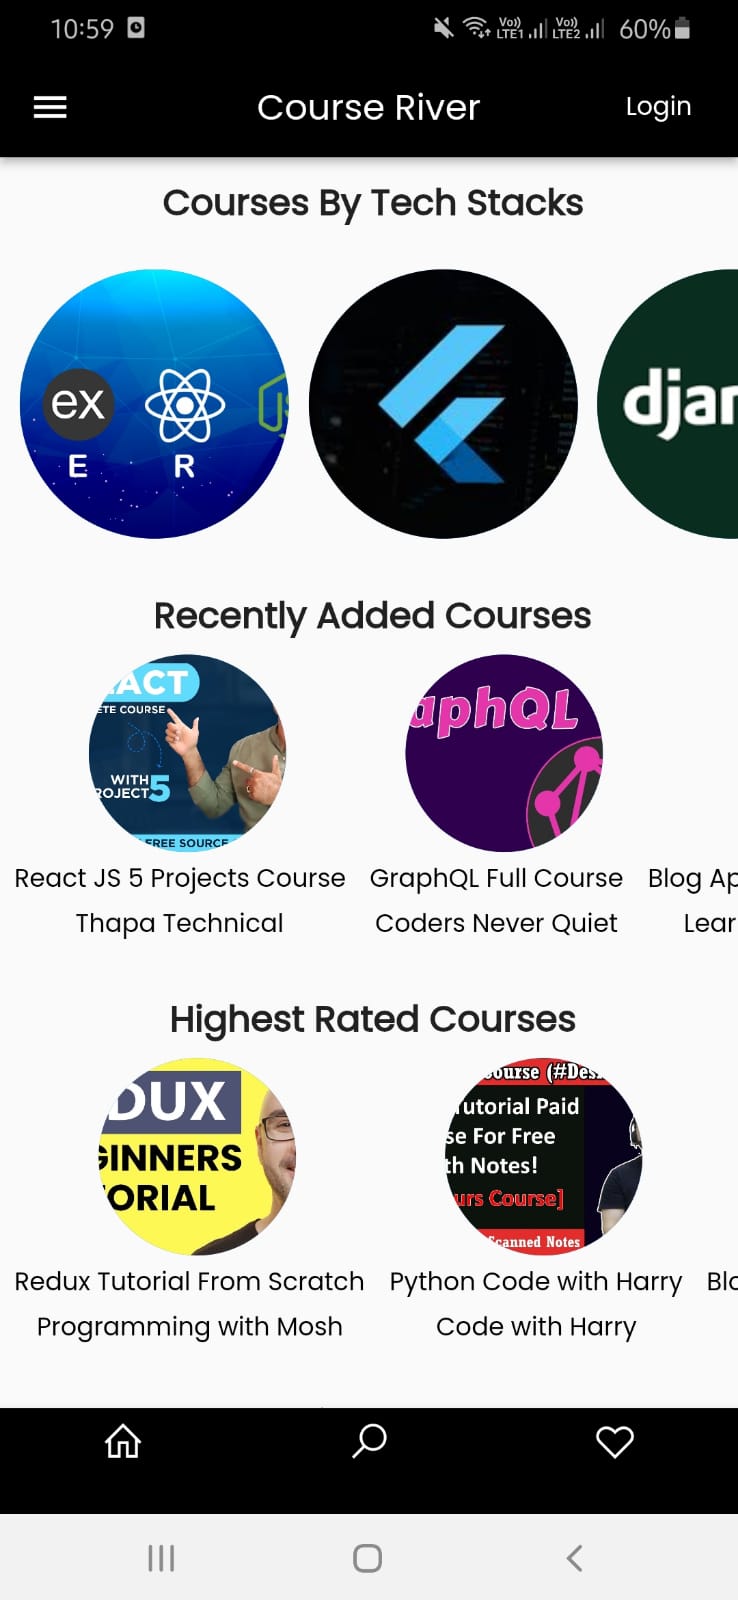 10:59 Vo)) LTE1 Vo)) LTE2 60%
Course River Login
Courses By Tech Stacks
ex
E R
JS
djan
Recently Added Courses
EACT
ETE COURSE
WITH
ROJECT 5
FREE SOURCE
aphQL
React JS 5 Projects Course GraphQL Full Course Blog Ap
Thapa Technical Coders Never Quiet Lear
Highest Rated Courses
DUX
GINNERS
ORIAL
ourse (#Des
utorial Paid
se For Free
th Notes!
urs Course]
Scanned Notes
Redux Tutorial From Scratch Python Code with Harry Blo
Programming with Mosh Code with Harry